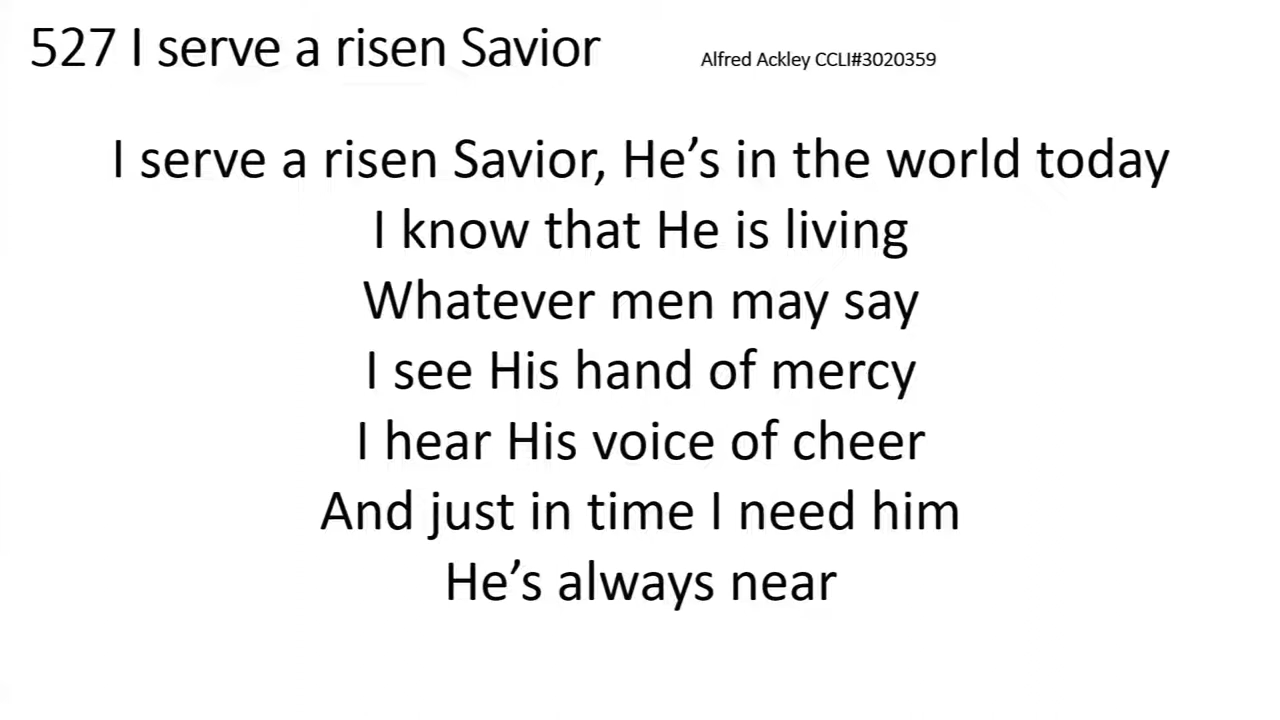 527 I serve a risen Savior
Alfred Ackley CCLI#3020359
I serve a risen Savior, He’s in the world today
I know that He is living
Whatever men may say
I see His hand of mercy
I hear His voice of cheer
And just in time I need him
He’s always near